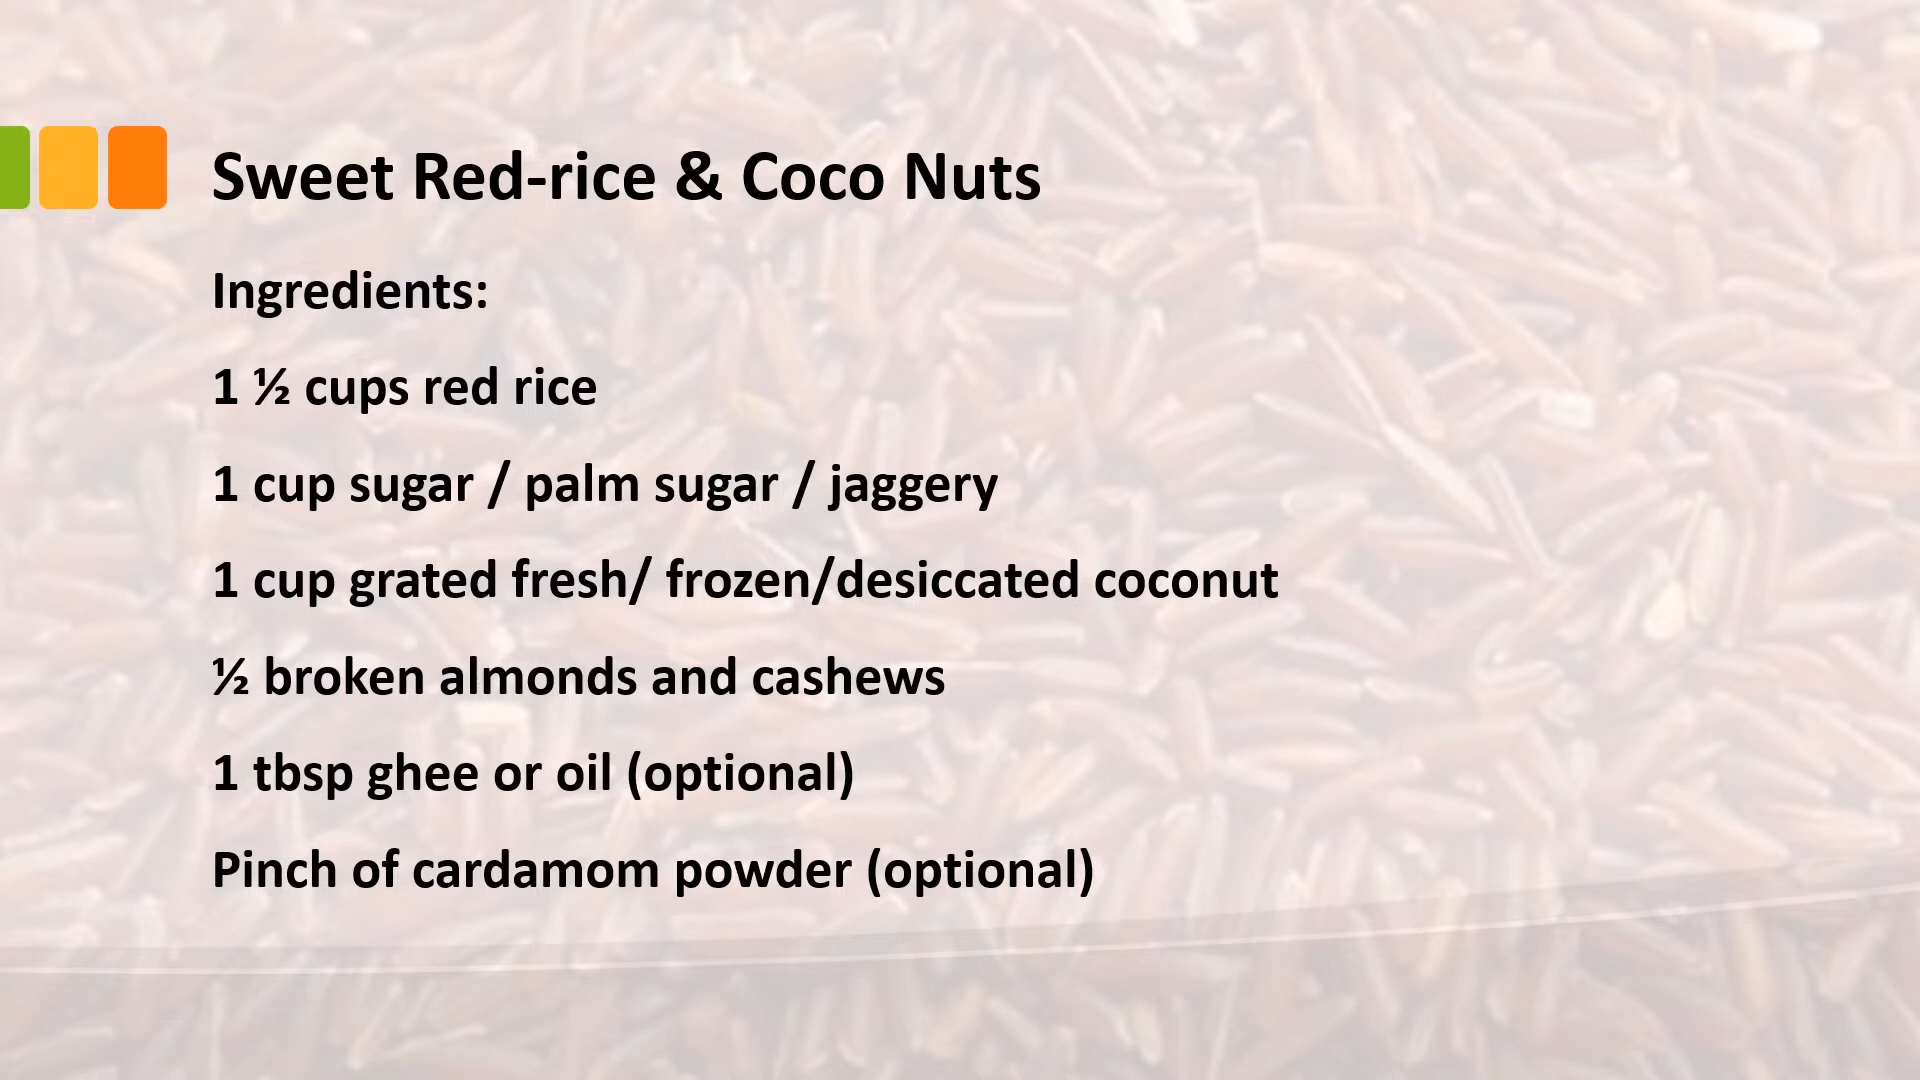 Sweet Red-rice & Coco Nuts
Ingredients:
1 ½ cups red rice
1 cup sugar / palm sugar / jaggery
1 cup grated fresh/ frozen/desiccated coconut
½ broken almonds and cashews
1 tbsp ghee or oil (optional)
Pinch of cardamom powder (optional)